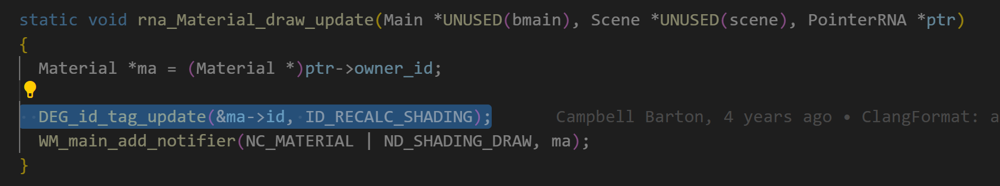 static void rna_Material_draw_update(Main *UNUSED(bmain), Scene *UNUSED(scene), PointerRNA *ptr)
{
Material *ma = (Material *)ptr->owner_id;
DEG_id_tag_update(&ma->id, ID_RECALC_SHADING); Campbell Barton, 4 years ago • ClangFormat: a
WM_main_add_notifier(NC_MATERIAL | ND_SHADING_DRAW, ma);
}